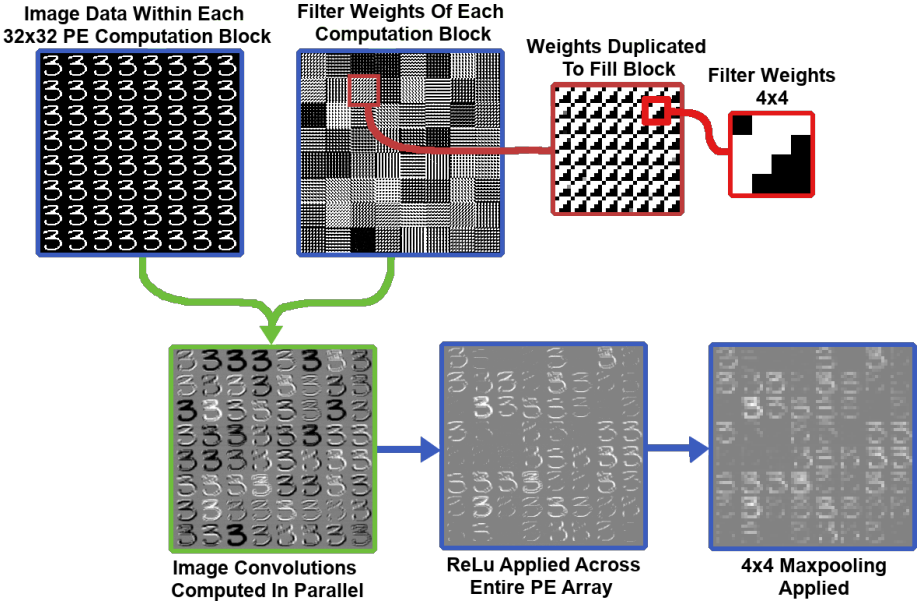 Image Data Within Each
32x32 PE Computation Block
Filter Weights Of Each
Computation Block
Weights Duplicated
To Fill Block
Filter Weights
4x4
Image Convolutions
Computed In Parallel
ReLu Applied Across
Entire PE Array
4x4 Maxpooling
Applied